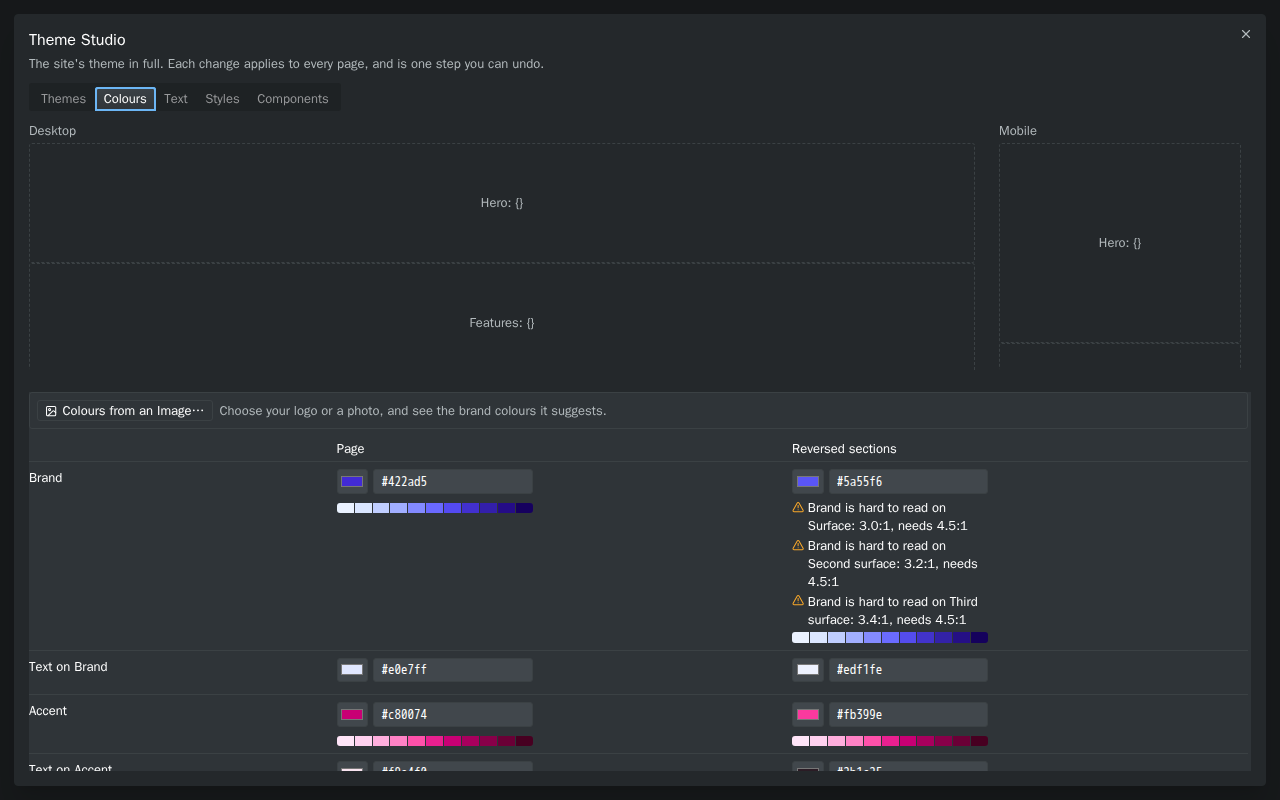 Theme Studio
The site's theme in full. Each change applies to every page, and is one step you can undo.
Themes Colours Text Styles Components
Desktop
Mobile
Hero: {}
Hero: {}
Features: {}
Colours from an Image··· Choose your logo or a photo, and see the brand colours it suggests.
Page Reversed sections
Brand #422ad5 #5a55f6
Brand is hard to read on
Surface: 3.0:1, needs 4.5:1
Brand is hard to read on
Second surface: 3.2:1, needs
4.5:1
Brand is hard to read on Third
surface: 3.4:1, needs 4.5:1
Text on Brand #e0e7ff #edf1fe
Accent #c80074 #fb399e
Text on Accent